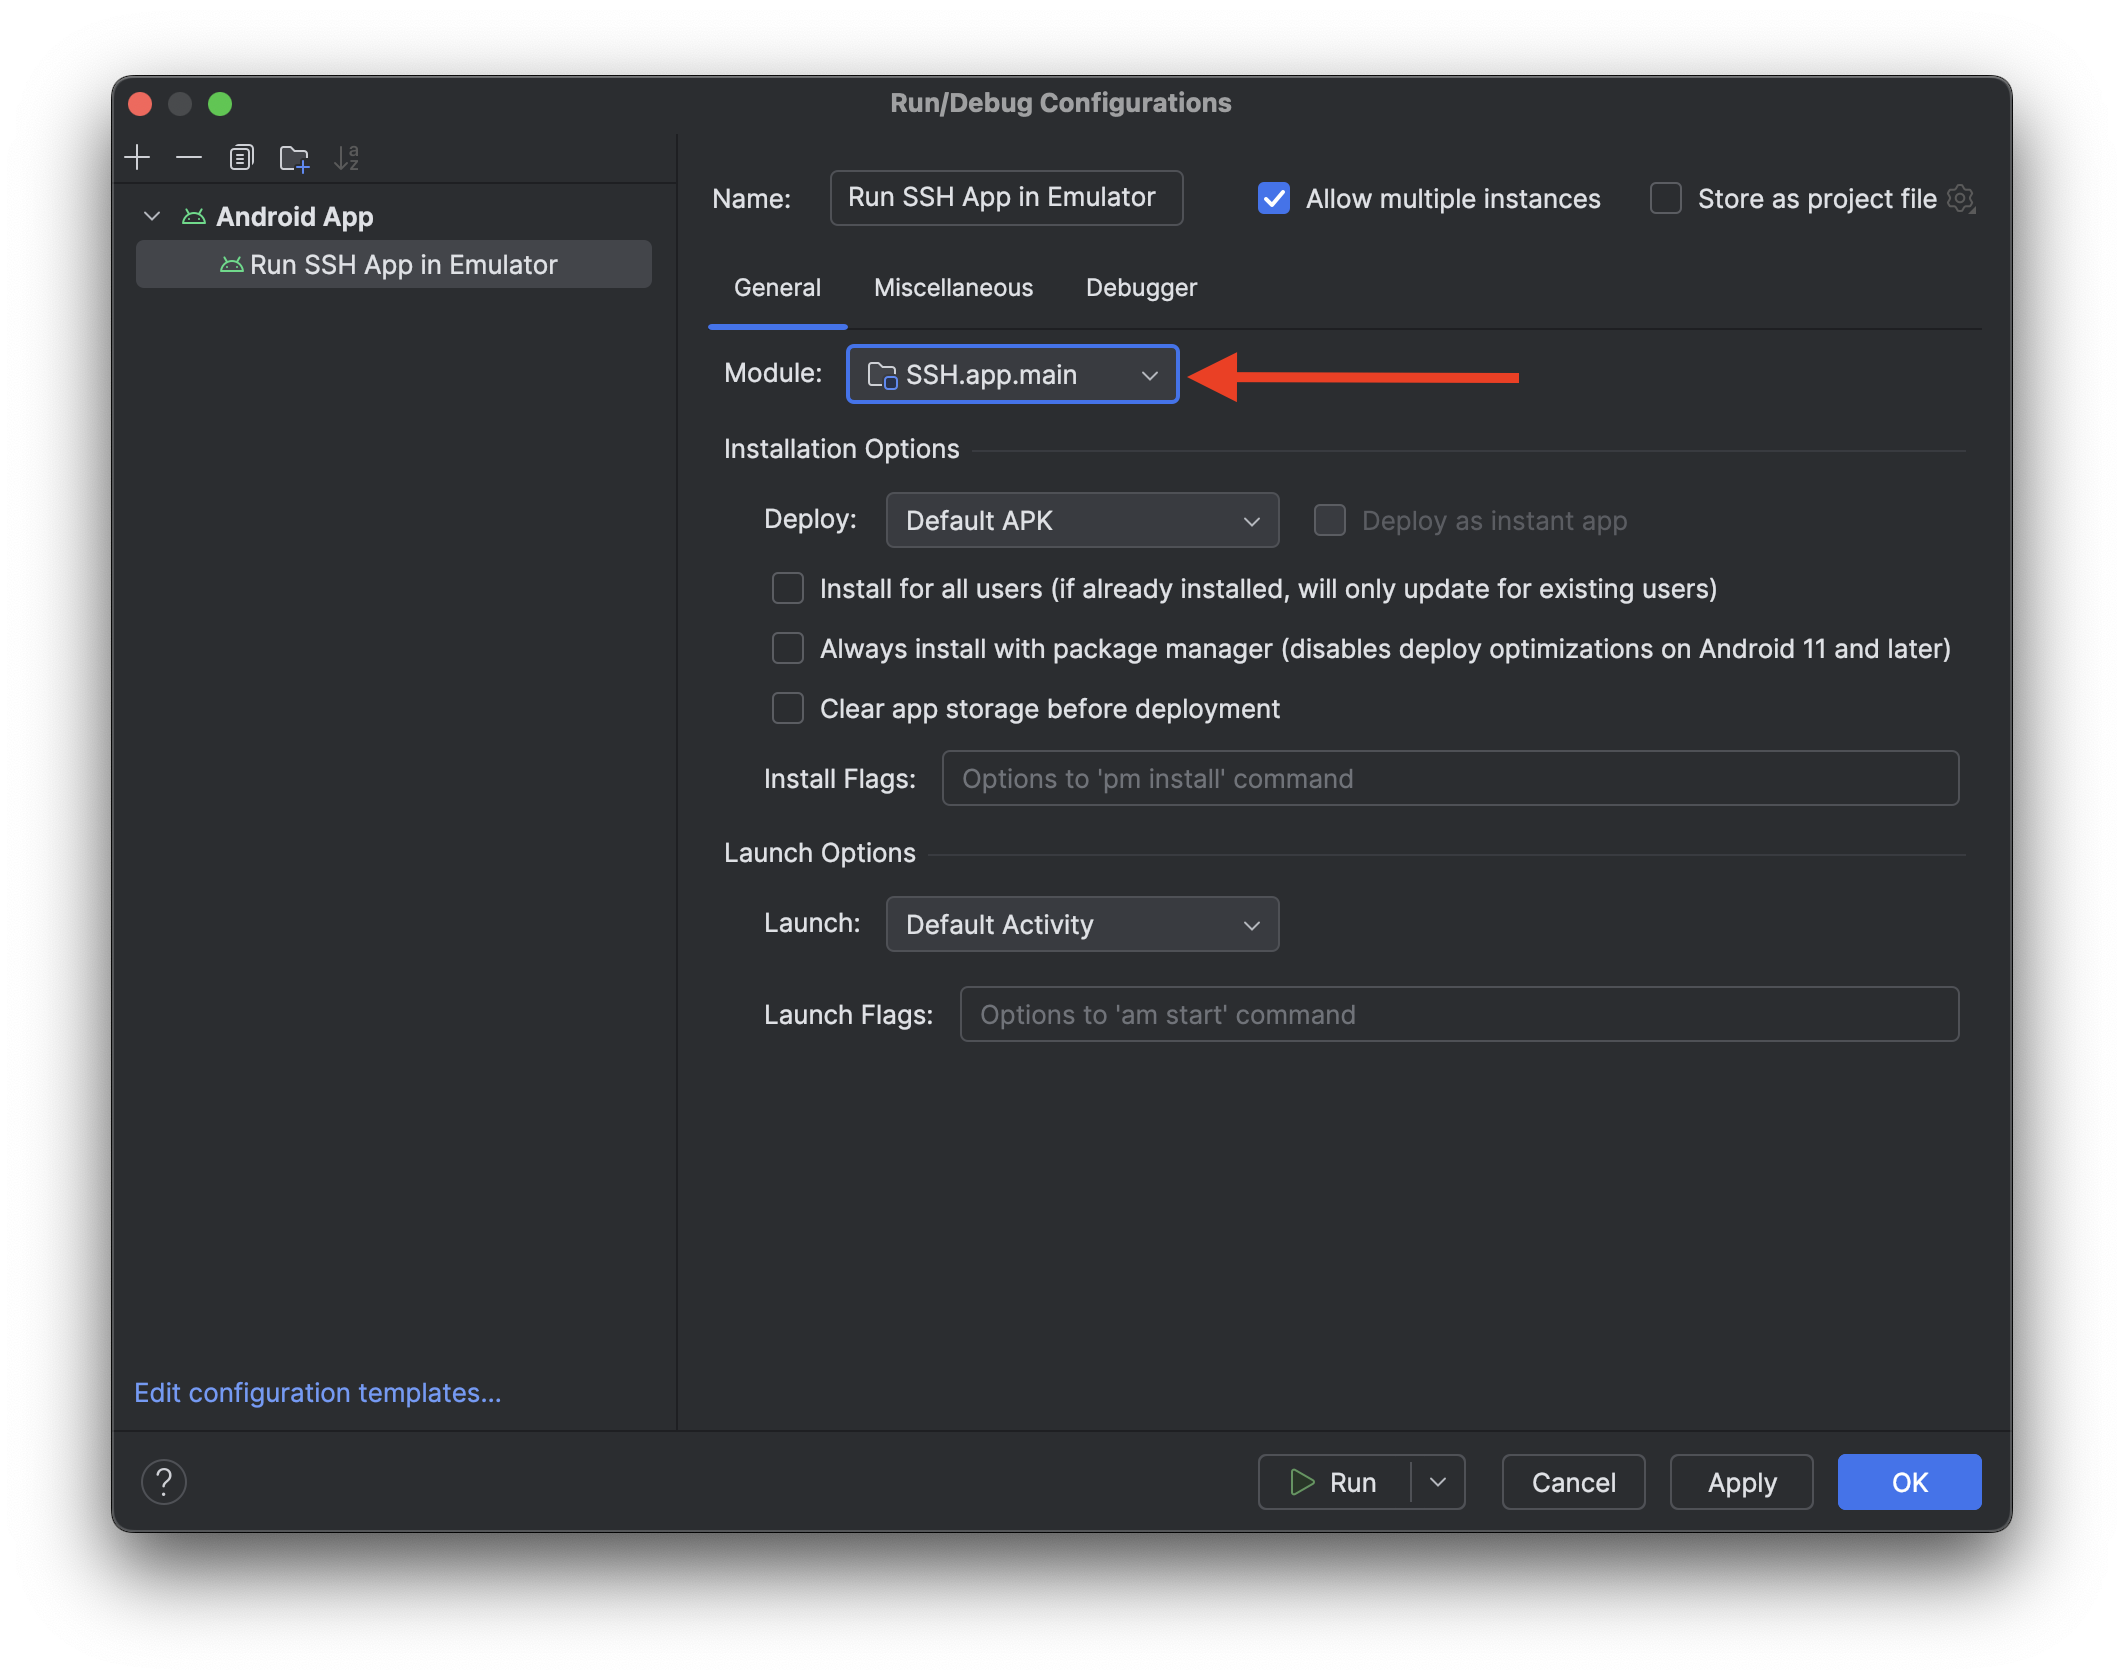 Run/Debug Configurations
Android App
Run SSH App in Emulator
Edit configuration templates...
Name: Run SSH App in Emulator Allow multiple instances Store as project file
General Miscellaneous Debugger
Module: SSH.app.main
Installation Options
Deploy: Default APK Deploy as instant app
Install for all users (if already installed, will only update for existing users)
Always install with package manager (disables deploy optimizations on Android 11 and later)
Clear app storage before deployment
Install Flags: Options to 'pm install' command
Launch Options
Launch: Default Activity
Launch Flags: Options to 'am start' command
? Run Cancel Apply OK